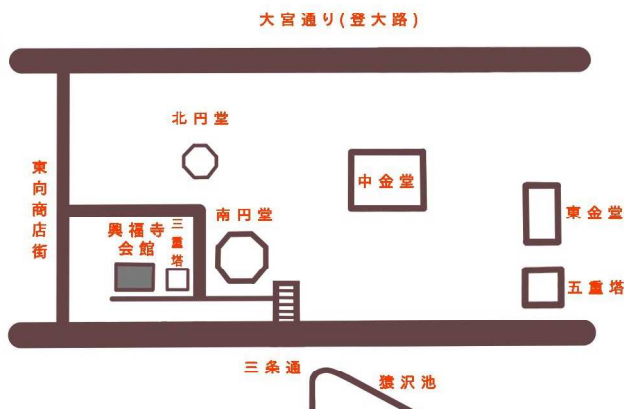 大宮通り(登大路)
北円堂
東向商店街
中金堂
南円堂
東金堂
興福寺
会館
三重塔
五重塔
三条通
猿沢池